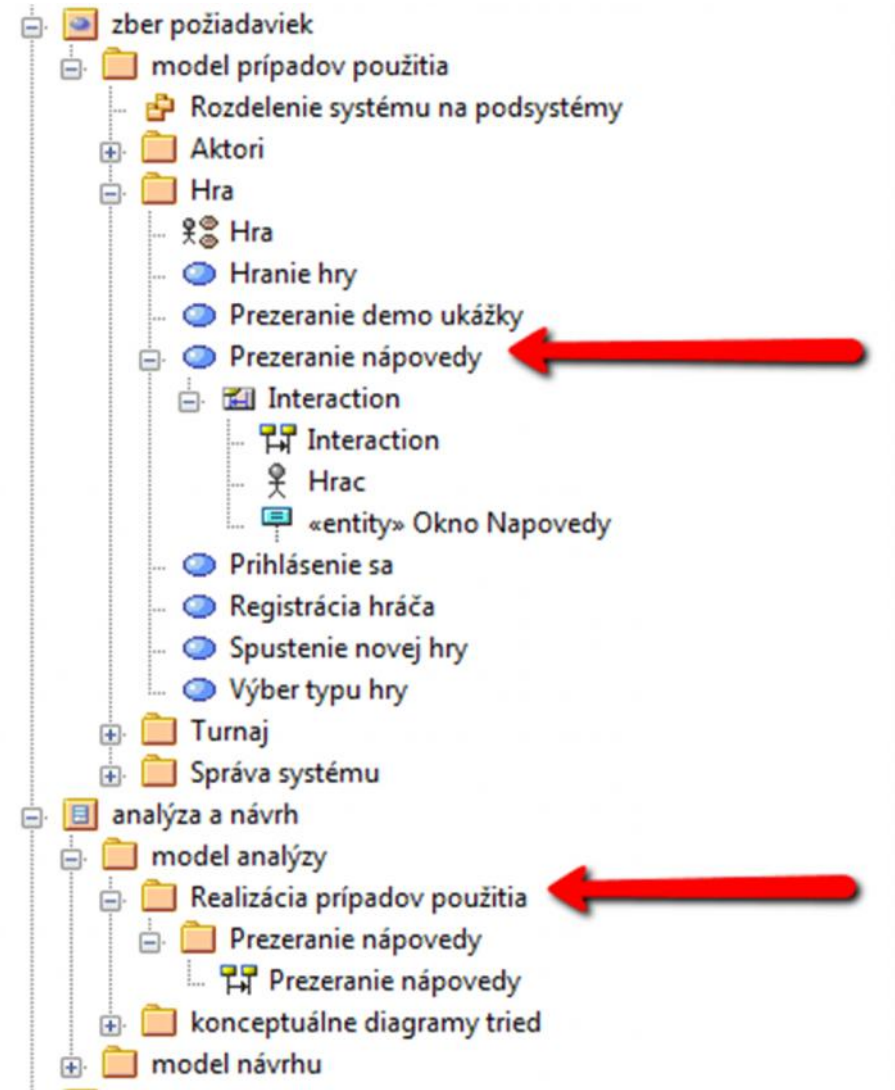 zber požiadaviek
model prípadov použitia
Rozdelenie systému na podsystémy
Aktori
Hra
Hra
Hranie hry
Prezeranie demo ukážky
Prezeranie nápovedy
Interaction
Interaction
Hrac
«entity» Okno Napovedy
Prihlásenie sa
Registrácia hráča
Spustenie novej hry
Výber typu hry
Turnaj
Správa systému
analýza a návrh
model analýzy
Realizácia prípadov použitia
Prezeranie nápovedy
Prezeranie nápovedy
konceptuálne diagramy tried
model návrhu